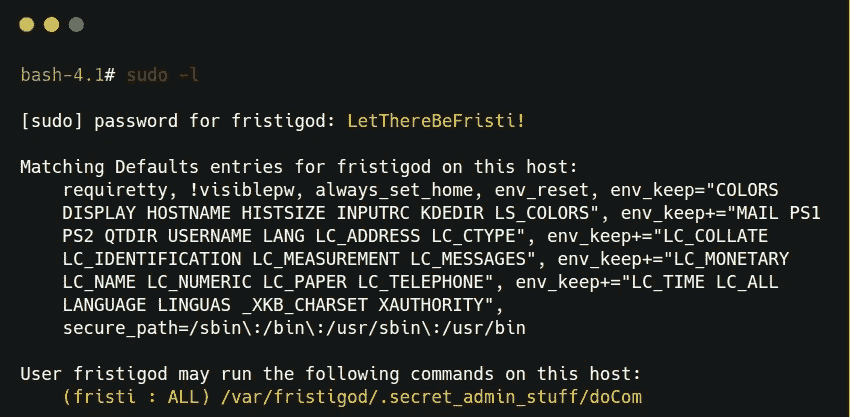 bash-4.1# sudo -l
[sudo] password for fristigod: LetThereBeFristi!
Matching Defaults entries for fristigod on this host:
requiretty, !visiblepw, always_set_home, env_reset, env_keep="COLORS
DISPLAY HOSTNAME HISTSIZE INPUTRC KDEDIR LS_COLORS", env_keep+="MAIL PS1
PS2 QTDIR USERNAME LANG LC_ADDRESS LC_CTYPE", env_keep+="LC_COLLATE
LC_IDENTIFICATION LC_MEASUREMENT LC_MESSAGES", env_keep+="LC_MONETARY
LC_NAME LC_NUMERIC LC_PAPER LC_TELEPHONE", env_keep+="LC_TIME LC_ALL
LANGUAGE LINGUAS _XKB_CHARSET XAUTHORITY",
secure_path=/sbin\:/bin\:/usr/sbin\:/usr/bin
User fristigod may run the following commands on this host:
(fristi : ALL) /var/fristigod/.secret_admin_stuff/doCom